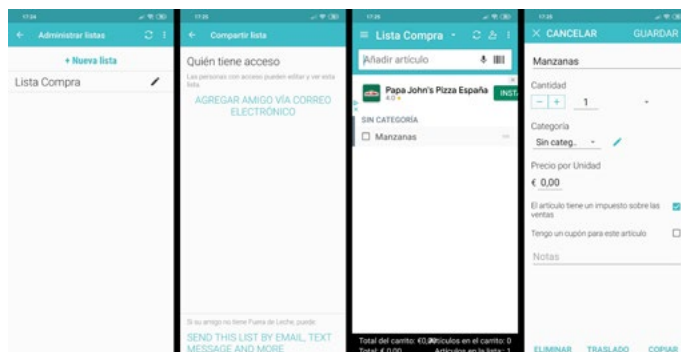 17:24
Administrar listas
+ Nueva lista
Lista Compra
17:25
Compartir lista
Quién tiene acceso
Las personas con acceso pueden editar y ver esta
lista.
AGREGAR AMIGO VÍA CORREO
ELECTRÓNICO
Si su amigo no tiene Fuera de Leche, puede:
SEND THIS LIST BY EMAIL, TEXT
MESSAGE AND MORE
17:25
Lista Compra
Añadir artículo
Papa John's Pizza España
4.0
INST
SIN CATEGORÍA
Manzanas
Total del carrito: €0,00
artículos en el carrito: 0
Total: € 0,00
Artículos en la lista: 1
17:25
CANCELAR
GUARDAR
Manzanas
Cantidad
- + 1
Categoría
Sin categ..
Precio por Unidad
€ 0,00
El artículo tiene un impuesto sobre las
ventas
Tengo un cupón para este artículo
Notas
ELIMINAR
TRASLADO
COPIAR